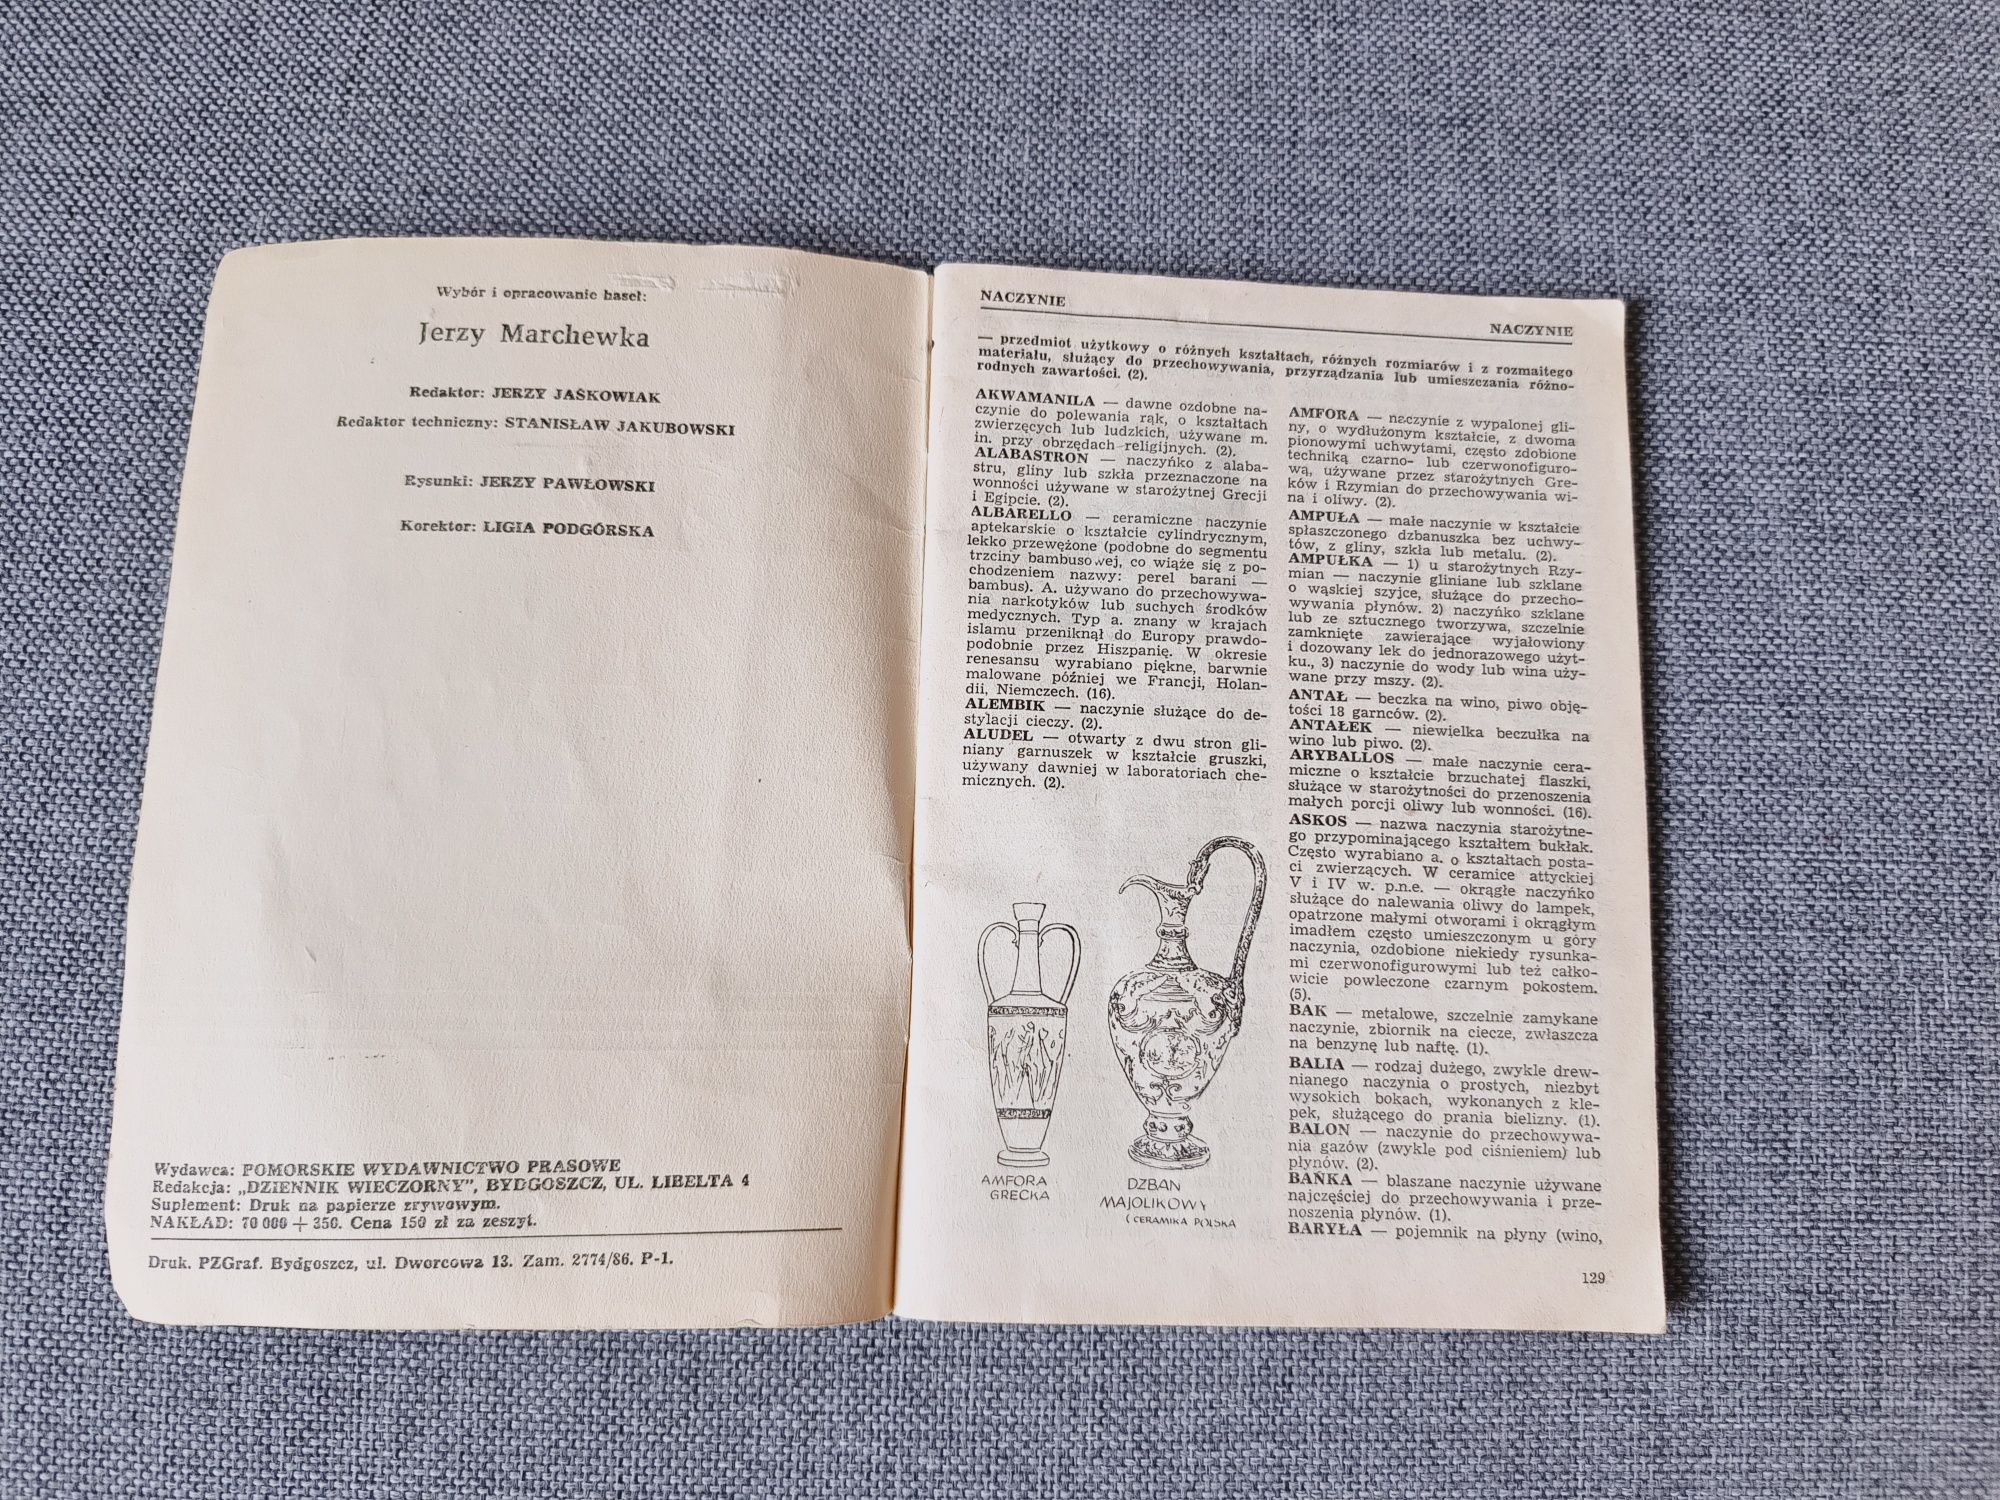 Wybór i opracowanie haseł:
Jerzy Marchewka
Redaktor: JERZY JAŚKOWIAK
Redaktor techniczny: STANISŁAW JAKUBOWSKI
Rysunki: JERZY PAWŁOWSKI
Korektor: LIGIA PODGÓRSKA
Wydawca: POMORSKIE WYDAWNICTWO PRASOWE
Redakcja: „DZIENNIK WIECZORNY", BYDGOSZCZ, UL. LIBELTA 4
Suplement: Druk na papierze zrywowym.
NAKŁAD: 70 000 + 350. Cena 150 zł za zeszyt.
Druk. PZGraf. Bydgoszcz, ul. Dworcowa 13. Zam. 2774/86. P-1.
NACZYNIE
NACZYNIE
— przedmiot użytkowy o różnych kształtach, różnych rozmiarów i z rozmaitego
materiału, służący do przechowywania, przyrządzania lub umieszczania różno-
rodnych zawartości. (2).
AKWAMANILA — dawne ozdobne na-
czynie do polewania rąk, o kształtach
zwierzęcych lub ludzkich, używane m.
in. przy obrzędach religijnych. (2).
ALABASTRON — naczyńko z alaba-
stru, gliny lub szkła przeznaczone na
wonności używane w starożytnej Grecji
i Egipcie. (2).
ALBARELLO — ceramiczne naczynie
aptekarskie o kształcie cylindrycznym,
lekko przewężone (podobne do segmentu
trzciny bambusowej, co wiąże się z po-
chodzeniem nazwy: perel barani —
bambus). A. używano do przechowywa-
nia narkotyków lub suchych środków
medycznych. Typ a. znany w krajach
islamu przeniknął do Europy prawdo-
podobnie przez Hiszpanię. W okresie
renesansu wyrabiano piękne, barwnie
malowane później we Francji, Holan-
dii, Niemczech. (16).
ALEMBIK — naczynie służące do de-
stylacji cieczy. (2).
ALUDEL — otwarty z dwu stron gli-
niany garnuszek w kształcie gruszki,
używany dawniej w laboratoriach che-
micznych. (2).
AMFORA
GRECKA
DZBAN
MAJOLIKOWY
(CERAMIKA POLSKA
AMFORA — naczynie z wypalonej gli-
ny, o wydłużonym kształcie, z dwoma
pionowymi uchwytami, często zdobione
techniką czarno- lub czerwonofiguro-
wą, używane przez starożytnych Gre-
ków i Rzymian do przechowywania wi-
na i oliwy. (2).
AMPUŁA — małe naczynie w kształcie
spłaszczonego dzbanuszka bez uchwy-
tów, z gliny, szkła lub metalu. (2).
AMPUŁKA — 1) u starożytnych Rzy-
mian — naczynie gliniane lub szklane
o wąskiej szyjce, służące do przecho-
wywania płynów. 2) naczyńko szklane
lub ze sztucznego tworzywa, szczelnie
zamknięte zawierające wyjałowiony
i dozowany lek do jednorazowego użyt-
ku., 3) naczynie do wody lub wina uży-
wane przy mszy. (2).
ANTAŁ — beczka na wino, piwo obję-
tości 18 garnców. (2).
ANTAŁEK — niewielka beczułka na
wino lub piwo. (2).
ARYBALLOS — małe naczynie cera-
miczne o kształcie brzuchatej flaszki,
służące w starożytności do przenoszenia
małych porcji oliwy lub wonności. (16).
ASKOS — nazwa naczynia starożytne-
go przypominającego kształtem bukłak.
Często wyrabiano a. o kształtach posta-
ci zwierzęcych. W ceramice attyckiej
V i IV w. p.n.e. — okrągłe naczyńko
służące do nalewania oliwy do lampek,
opatrzone małymi otworami i okrągłym
imadłem często umieszczonym u góry
naczynia, ozdobione niekiedy rysunka-
mi czerwonofigurowymi lub też całko-
wicie powleczone czarnym pokostem.
(5).
BAK — metalowe, szczelnie zamykane
naczynie, zbiornik na ciecze, zwłaszcza
na benzynę lub naftę. (1).
BALIA — rodzaj dużego, zwykle drew-
nianego naczynia o prostych, niezbyt
wysokich bokach, wykonanych z kle-
pek, służącego do prania bielizny. (1).
BALON — naczynie do przechowywa-
nia gazów (zwykle pod ciśnieniem) lub
płynów. (2).
BAŃKA — blaszane naczynie używane
najczęściej do przechowywania i prze-
noszenia płynów. (1).
BARYŁA — pojemnik na płyny (wino,
129